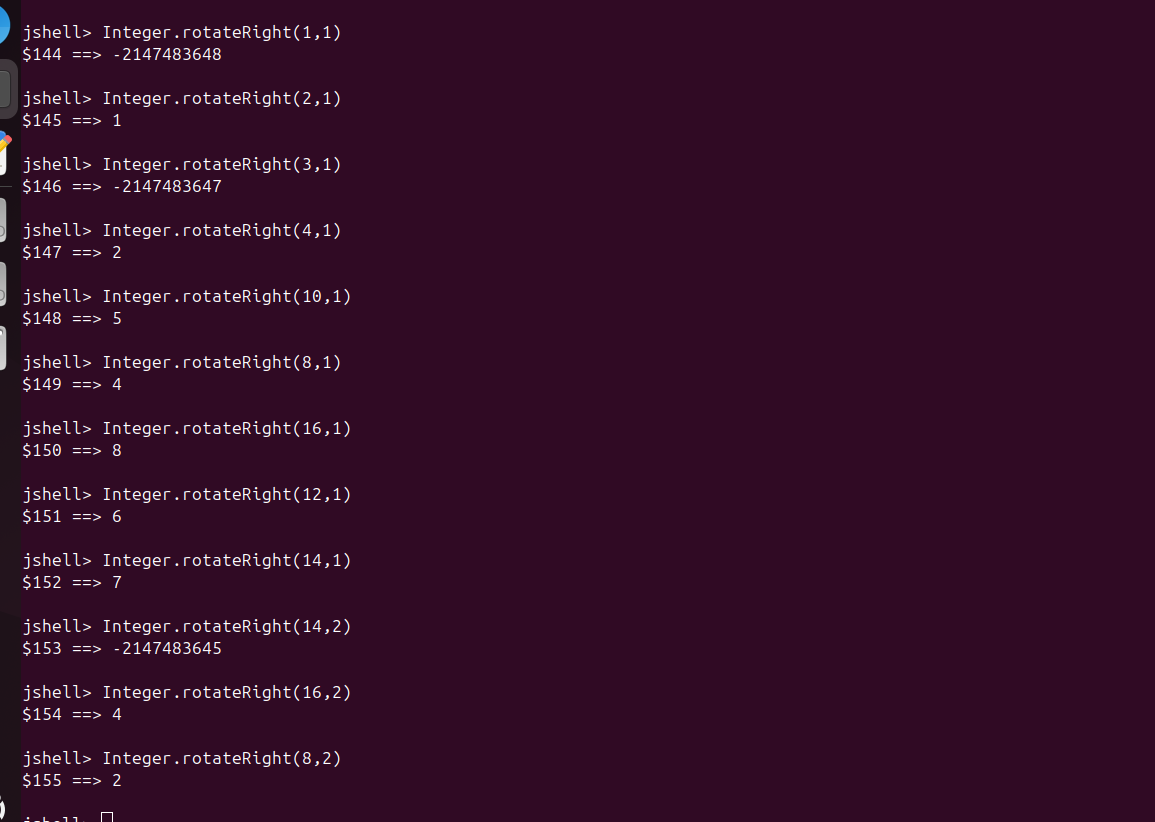 jshell> Integer.rotateRight(1,1)
$144 ==> -2147483648
jshell> Integer.rotateRight(2,1)
$145 ==> 1
jshell> Integer.rotateRight(3,1)
$146 ==> -2147483647
jshell> Integer.rotateRight(4,1)
$147 ==> 2
jshell> Integer.rotateRight(10,1)
$148 ==> 5
jshell> Integer.rotateRight(8,1)
$149 ==> 4
jshell> Integer.rotateRight(16,1)
$150 ==> 8
jshell> Integer.rotateRight(12,1)
$151 ==> 6
jshell> Integer.rotateRight(14,1)
$152 ==> 7
jshell> Integer.rotateRight(14,2)
$153 ==> -2147483645
jshell> Integer.rotateRight(16,2)
$154 ==> 4
jshell> Integer.rotateRight(8,2)
$155 ==> 2
jshell>